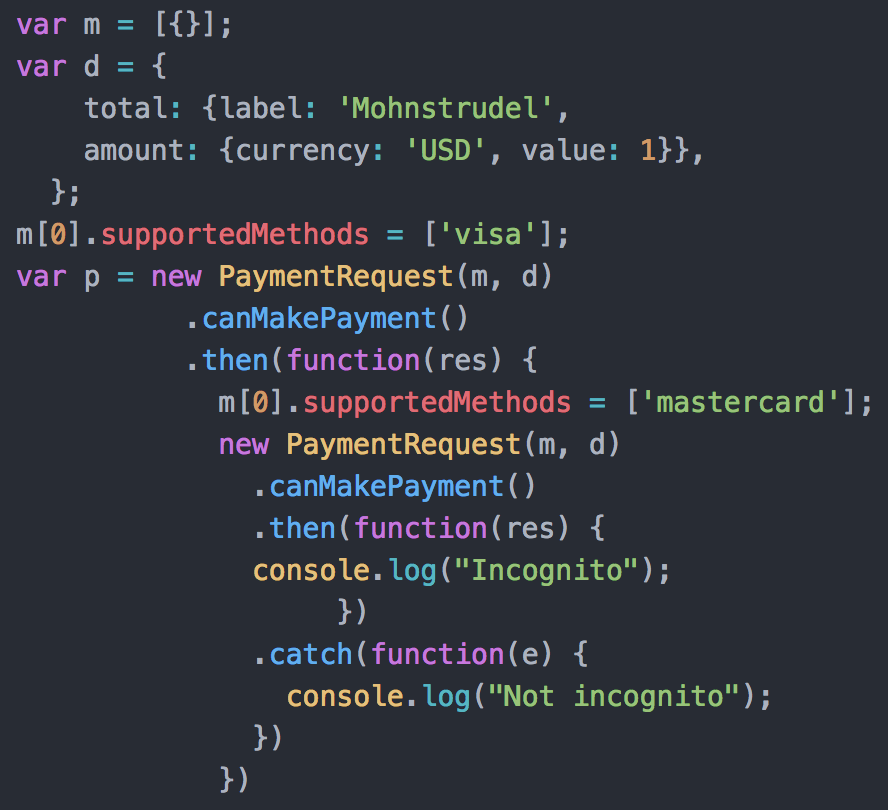 var m = [{}];
var d = {
    total: {label: 'Mohnstrudel',
    amount: {currency: 'USD', value: 1}},
  };
m[0].supportedMethods = ['visa'];
var p = new PaymentRequest(m, d)
          .canMakePayment()
          .then(function(res) {
            m[0].supportedMethods = ['mastercard'];
            new PaymentRequest(m, d)
              .canMakePayment()
              .then(function(res) {
              console.log("Incognito");
                   })
              .catch(function(e) {
                console.log("Not incognito");
              })
            })